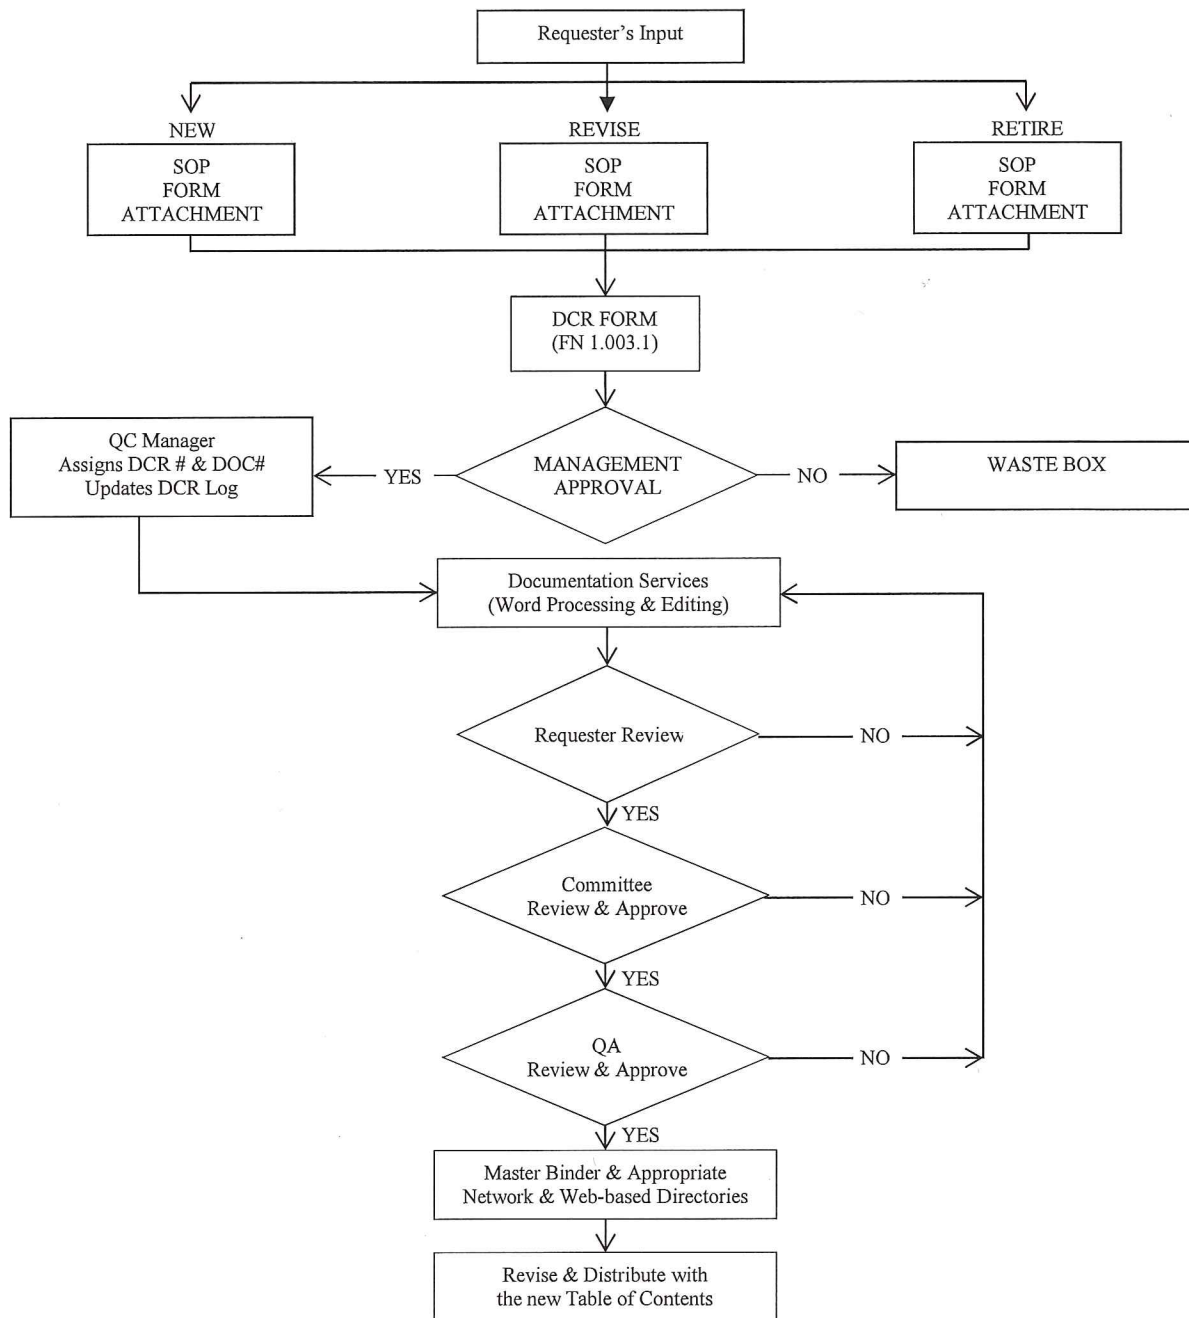 Requester's Input
NEW
REVISE
RETIRE
SOP
FORM
ATTACHMENT
SOP
FORM
ATTACHMENT
SOP
FORM
ATTACHMENT
DCR FORM
(FN 1.003.1)
MANAGEMENT
APPROVAL
YES
NO
QC Manager
Assigns DCR # & DOC#
Updates DCR Log
WASTE BOX
Documentation Services
(Word Processing & Editing)
Requester Review
NO
YES
Committee
Review & Approve
NO
YES
QA
Review & Approve
NO
YES
Master Binder & Appropriate
Network & Web-based Directories
Revise & Distribute with
the new Table of Contents